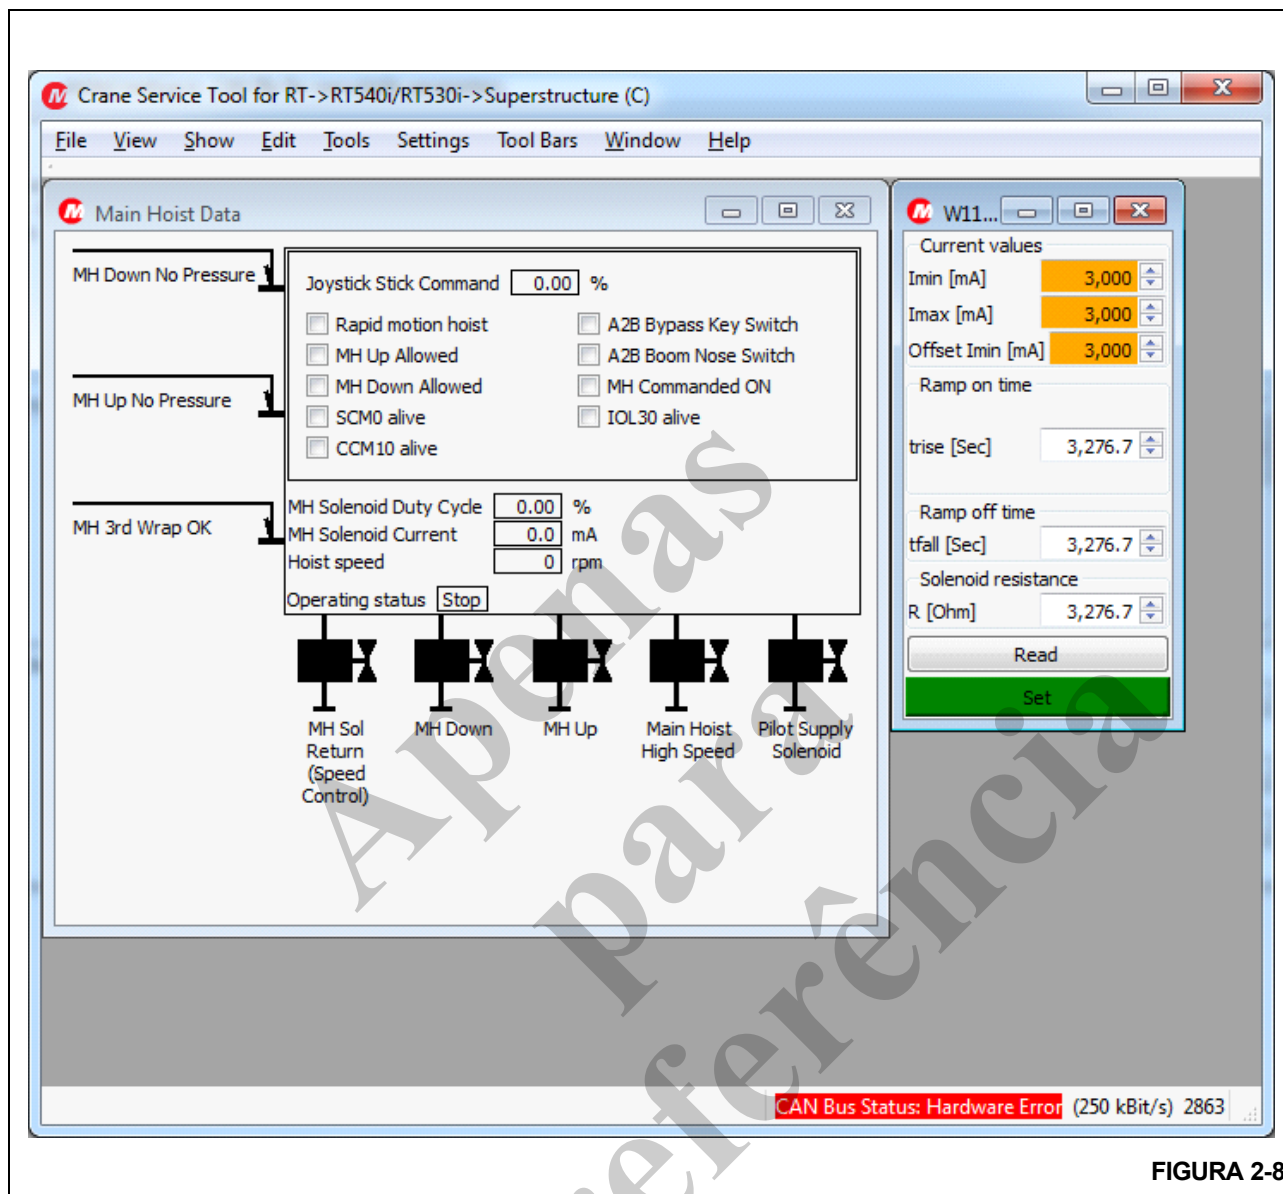 Crane Service Tool for RT->RT540i/RT530i->Superstructure (C)
File View Show Edit Tools Settings Tool Bars Window Help
Main Hoist Data
MH Down No Pressure
MH Up No Pressure
MH 3rd Wrap OK
Joystick Stick Command 0.00 %
Rapid motion hoist A2B Bypass Key Switch
MH Up Allowed A2B Boom Nose Switch
MH Down Allowed MH Commanded ON
SCM0 alive IOL30 alive
CCM10 alive
MH Solenoid Duty Cycle 0.00 %
MH Solenoid Current 0.0 mA
Hoist speed 0 rpm
Operating status Stop
MH Sol Return (Speed Control)
MH Down
MH Up
Main Hoist High Speed
Pilot Supply Solenoid
W11...
Current values
Imin [mA] 3,000
Imax [mA] 3,000
Offset Imin [mA] 3,000
Ramp on time
trise [Sec] 3,276.7
Ramp off time
tfall [Sec] 3,276.7
Solenoid resistance
R [Ohm] 3,276.7
Read
Set
CAN Bus Status: Hardware Error (250 kBit/s) 2863
Apenas
para
referência
FIGURA 2-8